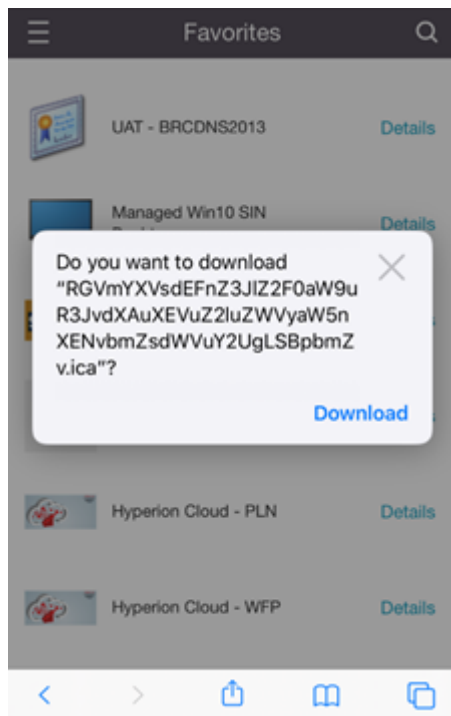 Favorites
UAT - BRCDNS2013
Details
Managed Win10 SIN
Details
Do you want to download
“RGVmYXVsdEFnZ3JlZ2F0aW9u
R3JvdXAuXEVuZ2luZWVyaW5n
XENvbmZsdWVuY2UgLSBpbmZ
v.ica”?
Download
Hyperion Cloud - PLN
Details
Hyperion Cloud - WFP
Details